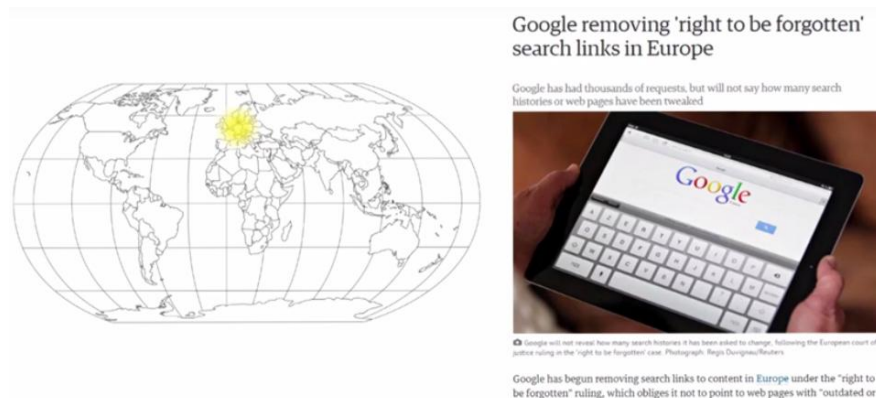 Google removing 'right to be forgotten'
search links in Europe
Google has had thousands of requests, but will not say how many search
histories or web pages have been tweaked
Google
Google will not reveal how many search histories it has been asked to change, following the European court of
justice ruling in the 'right to be forgotten' case. Photograph: Regis Duvignau/Reuters
Google has begun removing search links to content in Europe under the "right to
be forgotten" ruling, which obliges it not to point to web pages with "outdated or